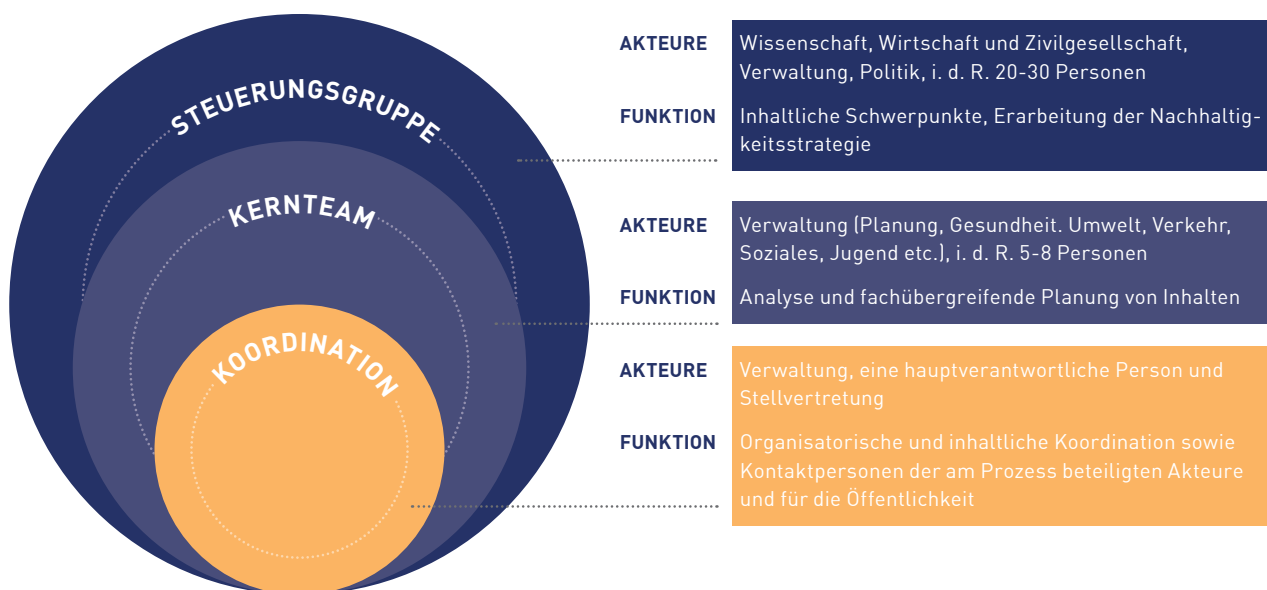 STEUERUNGSGRUPPE
KERNTEAM
KOORDINATION
AKTEURE
Wissenschaft, Wirtschaft und Zivilgesellschaft,
Verwaltung, Politik, i. d. R. 20-30 Personen
FUNKTION
Inhaltliche Schwerpunkte, Erarbeitung der Nachhaltig-
keitsstrategie
AKTEURE
Verwaltung (Planung, Gesundheit. Umwelt, Verkehr,
Soziales, Jugend etc.), i. d. R. 5-8 Personen
FUNKTION
Analyse und fachübergreifende Planung von Inhalten
AKTEURE
Verwaltung, eine hauptverantwortliche Person und
Stellvertretung
FUNKTION
Organisatorische und inhaltliche Koordination sowie
Kontaktpersonen der am Prozess beteiligten Akteure
und für die Öffentlichkeit